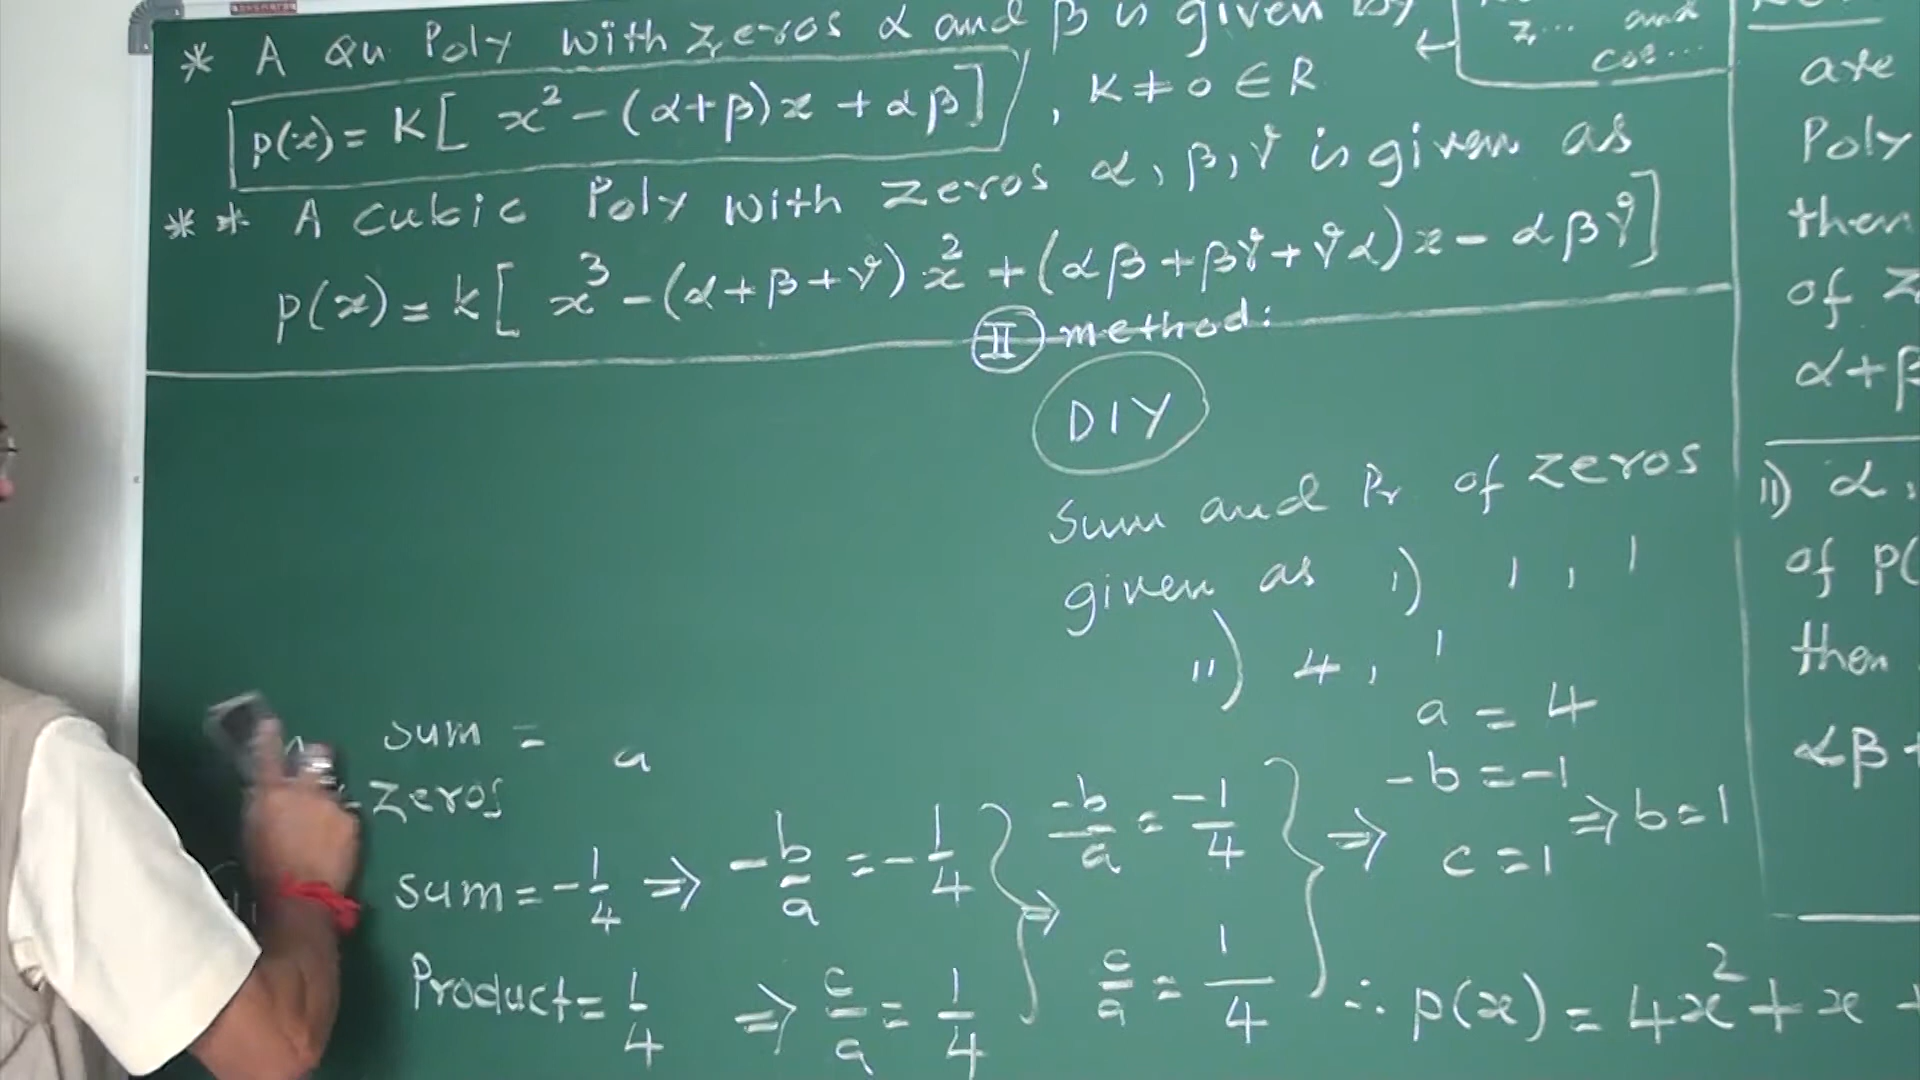 * A Qu Poly with zeros α and β is given by
p(x) = K[ x² - (α+β)x + αβ ] , K ≠ 0 ∈ R
** A cubic Poly with zeros α, β, γ is given as
p(x) = k[ x³ - (α+β+γ) x² + (αβ+βγ+γα)x - αβγ ]
II method:
DIY
Sum and Pr of zeros
given as i) 1 , 1
ii) 4 , 1
sum = a
zeros
sum = -1/4 ⇒ -b/a = -1/4
Product = 1/4 ⇒ c/a = 1/4
⇒ -b/a = -1/4
c/a = 1/4
⇒ a = 4
-b = -1 ⇒ b = 1
c = 1
∴ p(x) = 4x² + x +
and
coe...
are
Poly
then
of
α+β
ii) α,
of p(
then
αβ+